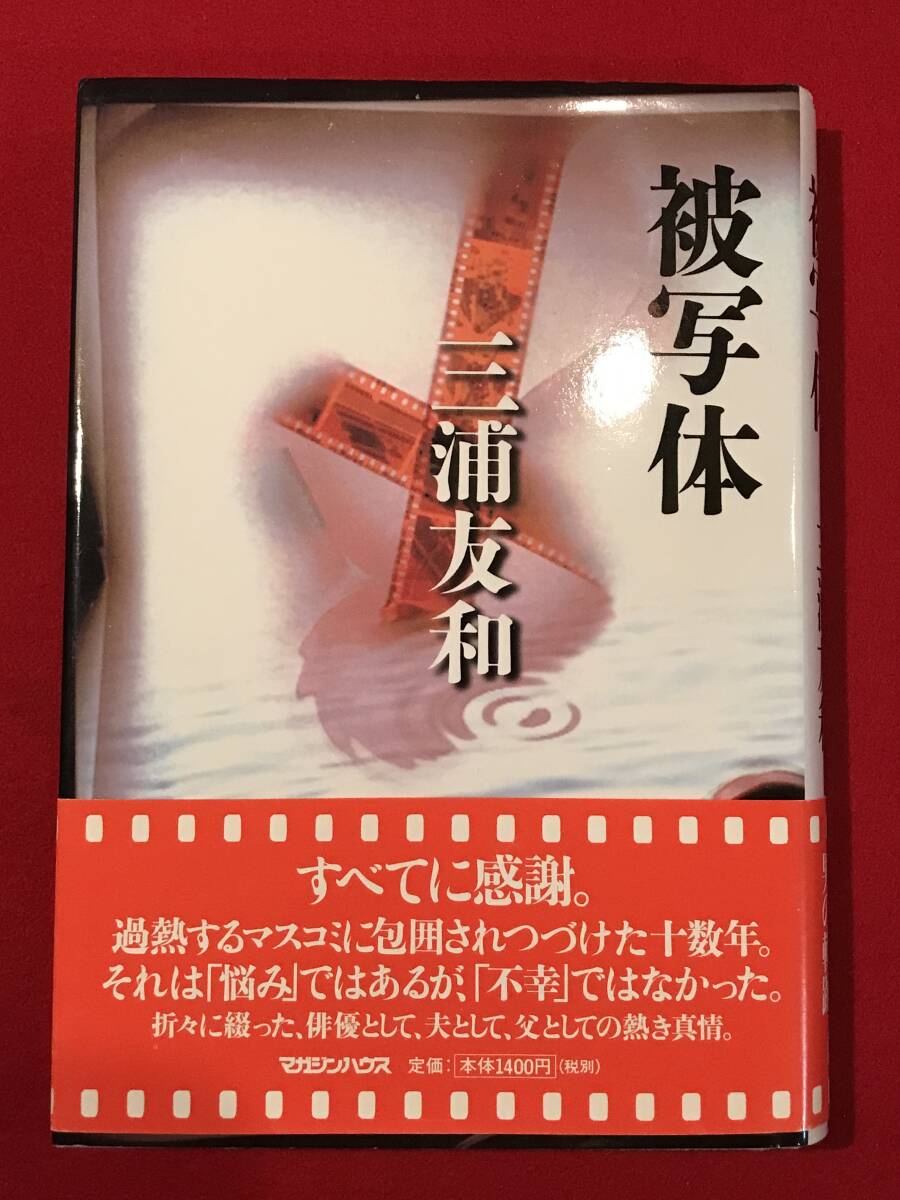 被写体
三浦友和
すべてに感謝。
過熱するマスコミに包囲されつづけた十数年。
それは「悩み」ではあるが、「不幸」ではなかった。
折々に綴った、俳優として、夫として、父としての熱き真情。
マガジンハウス 定価：本体1400円（税別）
被写体